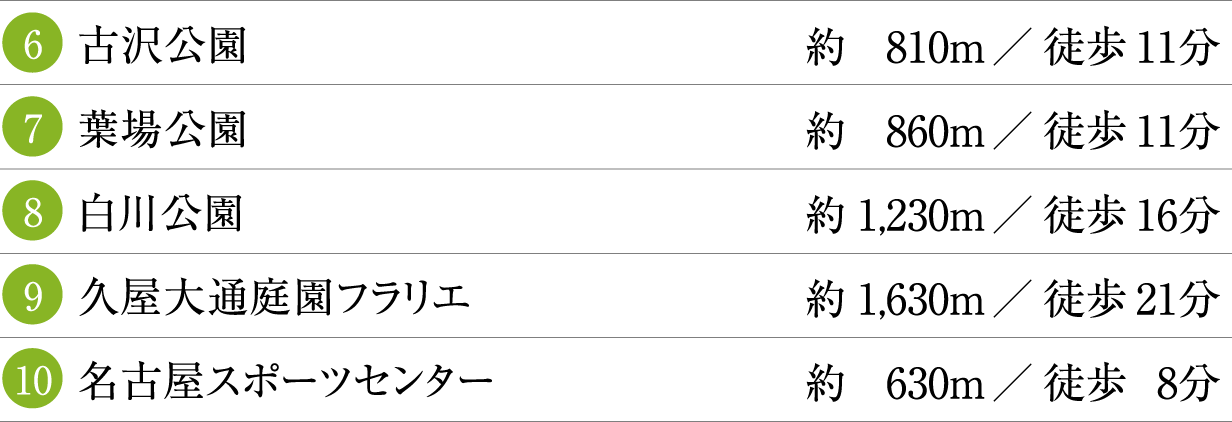 6 古沢公園 約 810m／徒歩11分
7 葉場公園 約 860m／徒歩11分
8 白川公園 約1,230m／徒歩16分
9 久屋大通庭園フラリエ 約1,630m／徒歩21分
10 名古屋スポーツセンター 約 630m／徒歩 8分